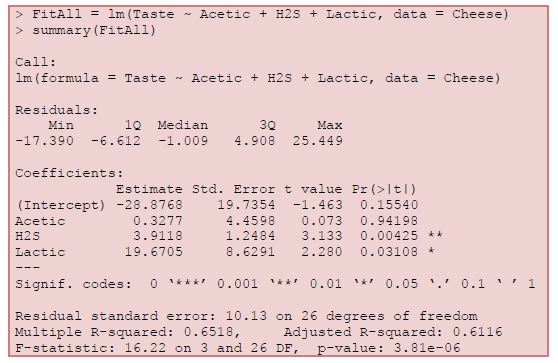 > FitAll = lm(Taste ~ Acetic + H2S + Lactic, data = Cheese)
> summary(FitAll)
Call:
lm(formula = Taste ~ Acetic + H2S + Lactic, data = Cheese)
Residuals:
    Min      1Q  Median      3Q     Max
-17.390  -6.612  -1.009   4.908  25.449
Coefficients:
            Estimate Std. Error t value Pr(>|t|)
(Intercept) -28.8768    19.7354  -1.463  0.15540
Acetic        0.3277     4.4598   0.073  0.94198
H2S           3.9118     1.2484   3.133  0.00425 **
Lactic       19.6705     8.6291   2.280  0.03108 *
---
Signif. codes:  0 '***' 0.001 '**' 0.01 '*' 0.05 '.' 0.1 ' ' 1
Residual standard error: 10.13 on 26 degrees of freedom
Multiple R-squared: 0.6518,     Adjusted R-squared: 0.6116
F-statistic: 16.22 on 3 and 26 DF,  p-value: 3.81e-06